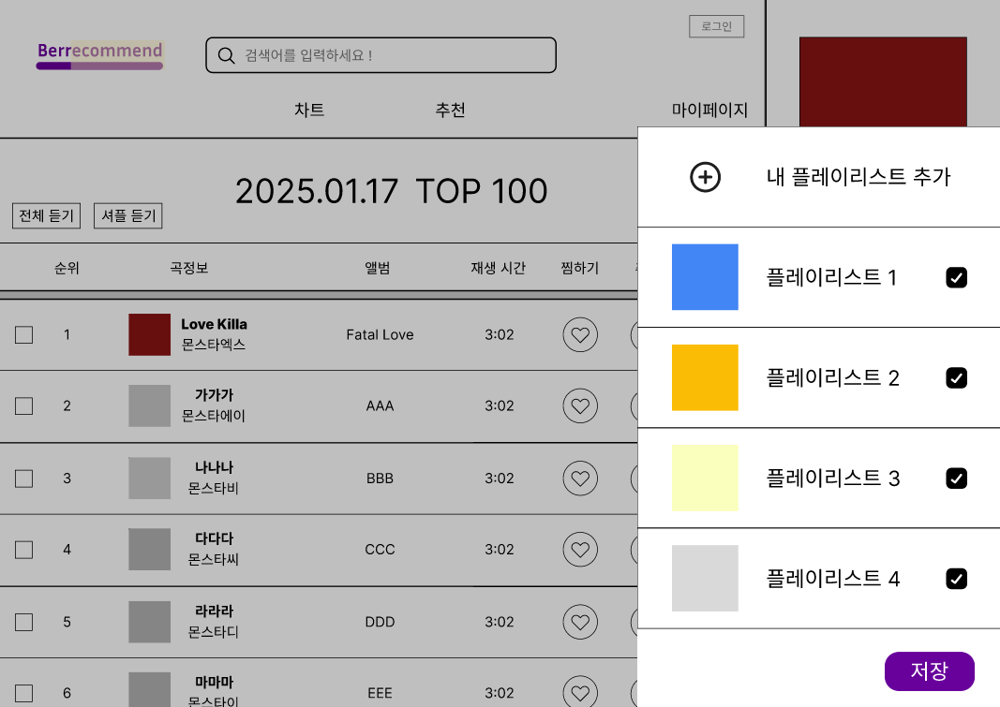 로그인
Berrecommend
검색어를 입력하세요 !
차트
추천
마이페이지
2025.01.17 TOP 100
전체 듣기
셔플 듣기
순위
곡정보
앨범
재생 시간
찜하기
1
Love Killa
몬스타엑스
Fatal Love
3:02
2
가가가
몬스타에이
AAA
3:02
3
나나나
몬스타비
BBB
3:02
4
다다다
몬스타씨
CCC
3:02
5
라라라
몬스타디
DDD
3:02
6
마마마
몬스타이
EEE
3:02
내 플레이리스트 추가
플레이리스트 1
플레이리스트 2
플레이리스트 3
플레이리스트 4
저장